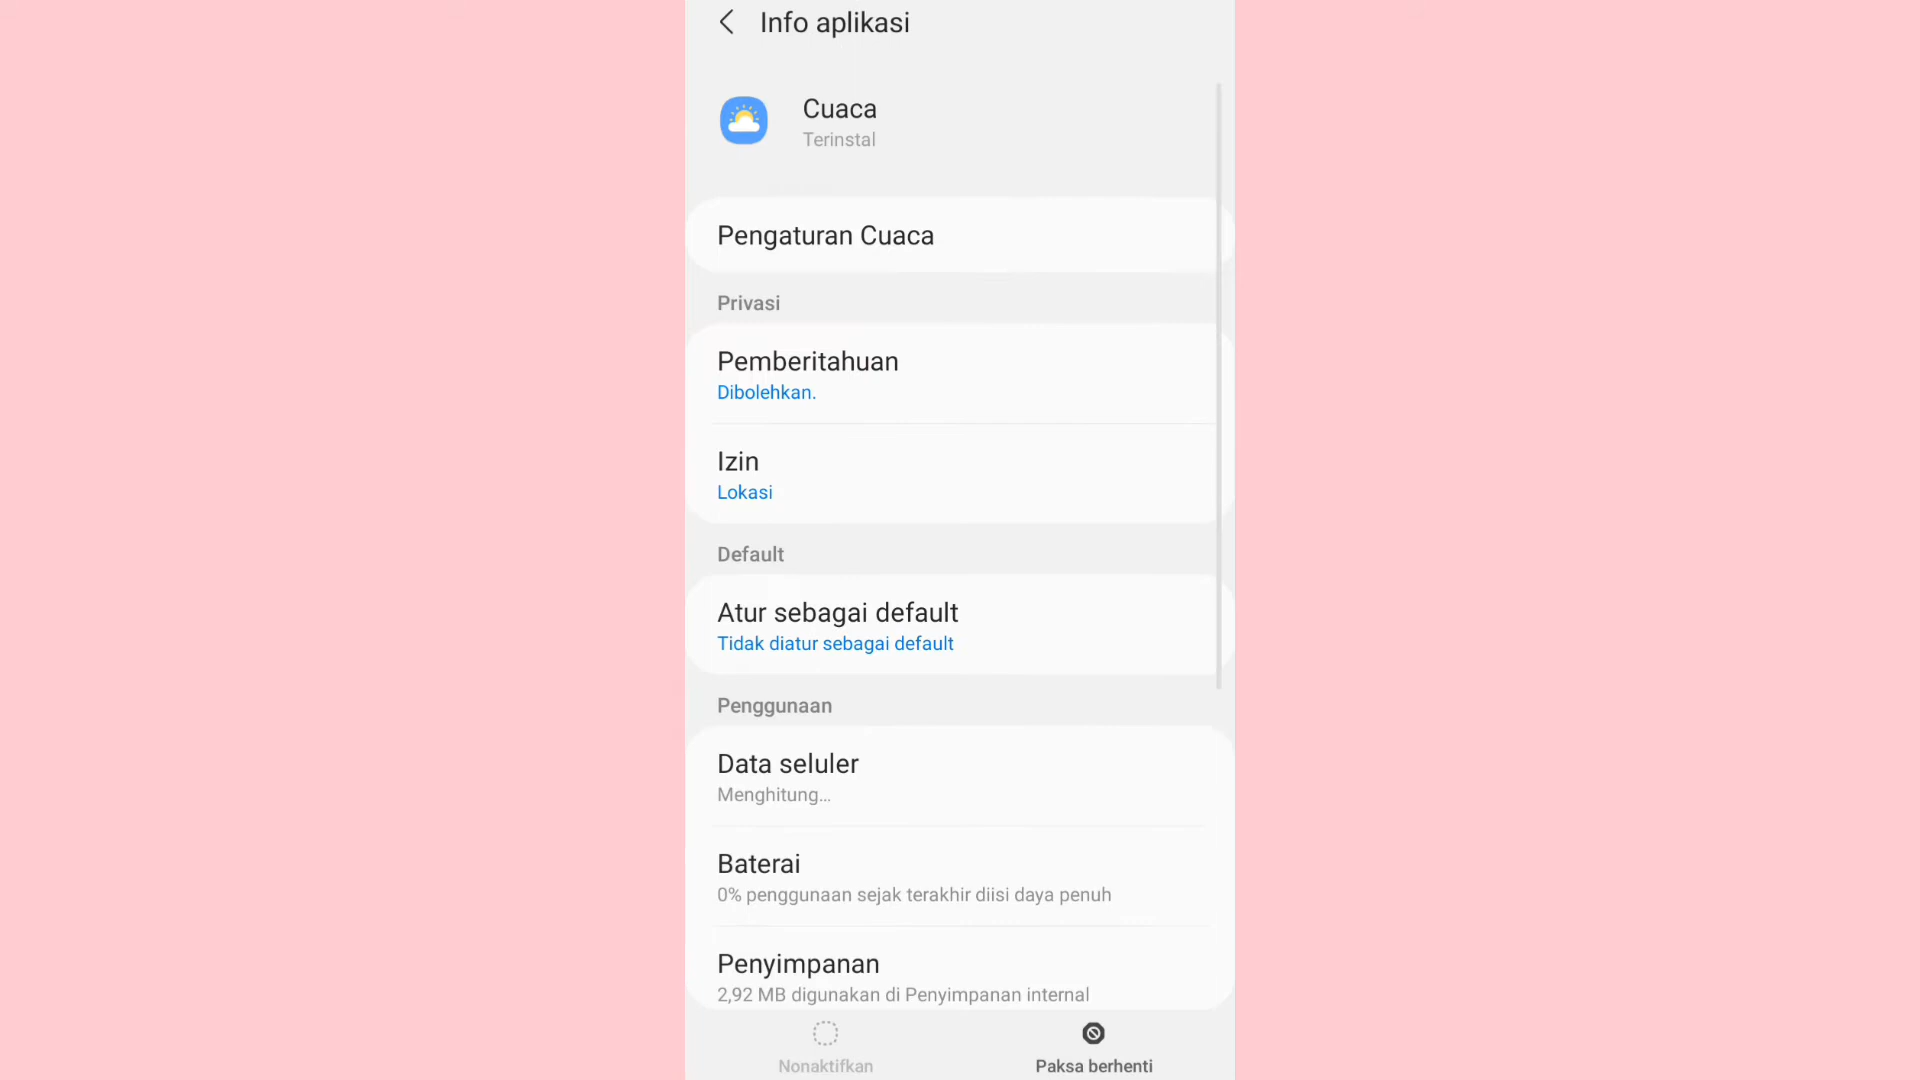 Info aplikasi
Cuaca
Terinstal
Pengaturan Cuaca
Privasi
Pemberitahuan
Dibolehkan.
Izin
Lokasi
Default
Atur sebagai default
Tidak diatur sebagai default
Penggunaan
Data seluler
Menghitung...
Baterai
0% penggunaan sejak terakhir diisi daya penuh
Penyimpanan
2,92 MB digunakan di Penyimpanan internal
Nonaktifkan
Paksa berhenti